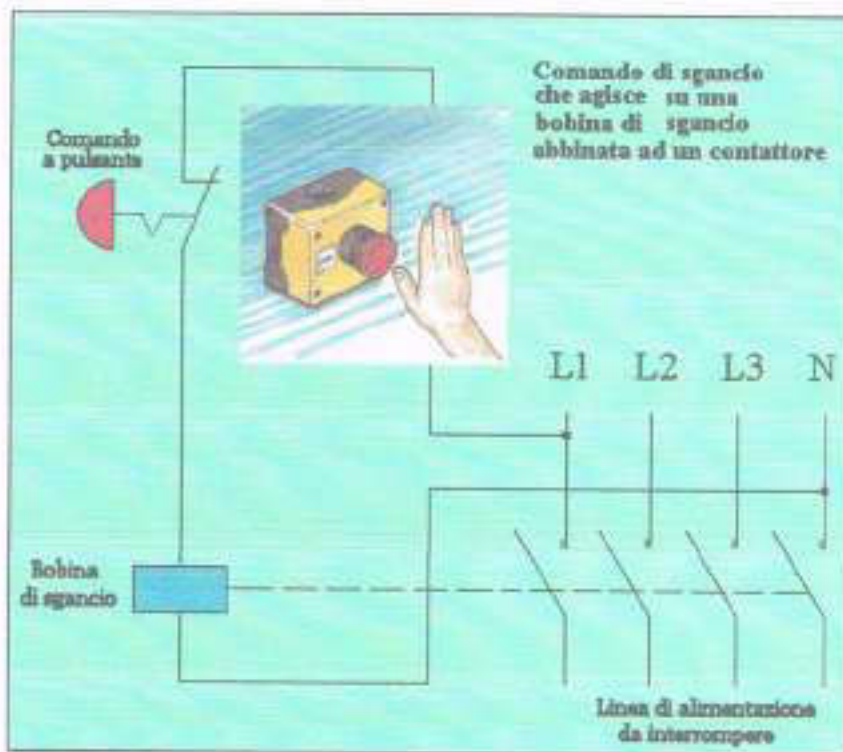 Comando di sgancio
che agisce su una
bobina di sgancio
abbinata ad un contattore
Comando
a pulsante
L1 L2 L3 N
Bobina
di sgancio
Linea di alimentazione
da interrompere